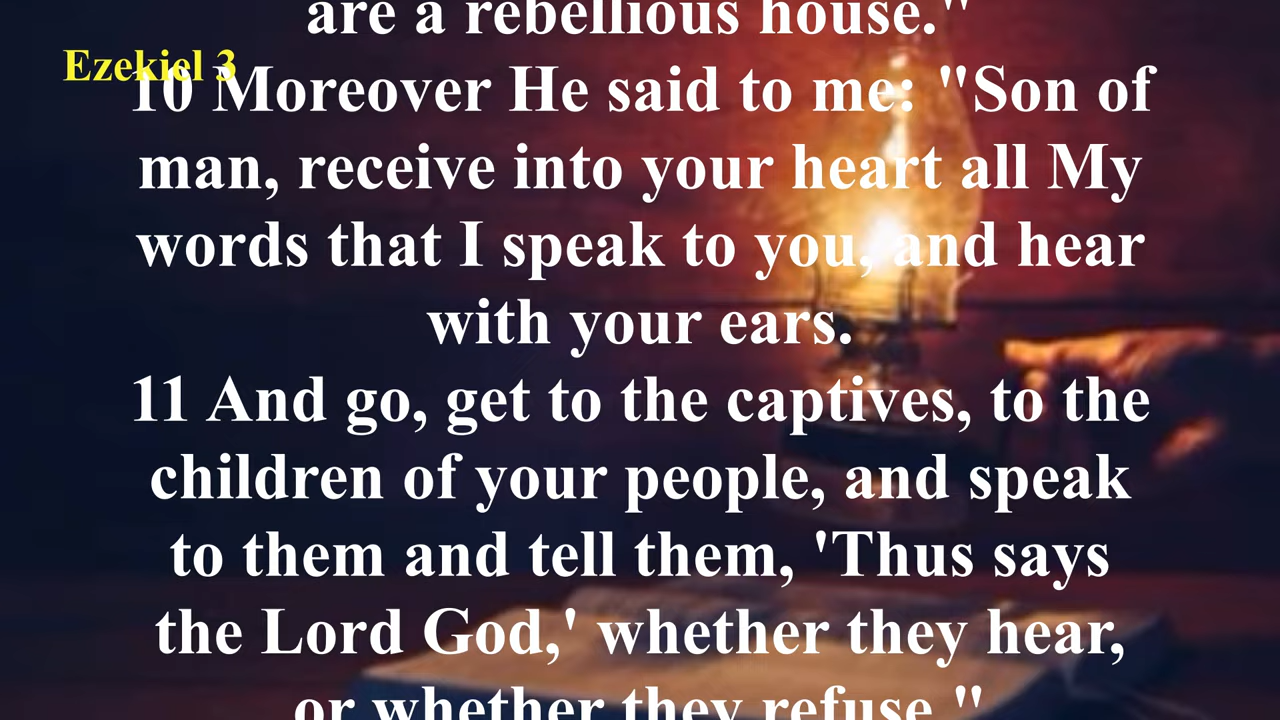 are a rebellious house."
Ezekiel 3
10 Moreover He said to me: "Son of
man, receive into your heart all My
words that I speak to you, and hear
with your ears.
11 And go, get to the captives, to the
children of your people, and speak
to them and tell them, 'Thus says
the Lord God,' whether they hear,
or whether they refuse."